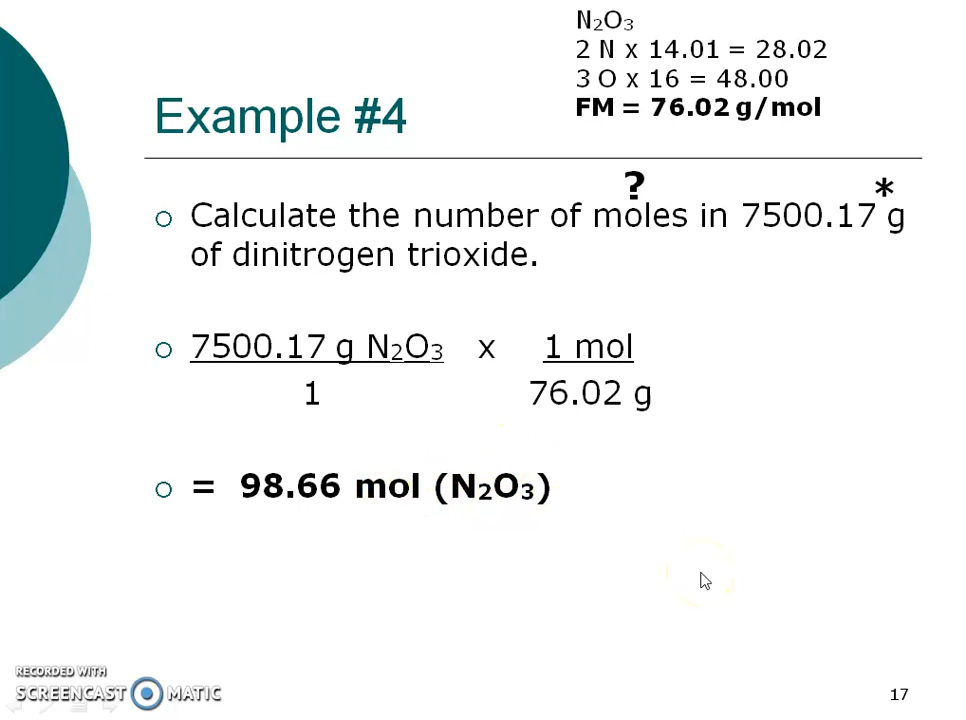 N₂O₃
2 N x 14.01 = 28.02
3 O x 16 = 48.00
FM = 76.02 g/mol
Example #4
? *
Calculate the number of moles in 7500.17 g
of dinitrogen trioxide.
7500.17 g N₂O₃ x 1 mol
1 76.02 g
= 98.66 mol (N₂O₃)
RECORDED WITH
SCREENCAST MATIC
17